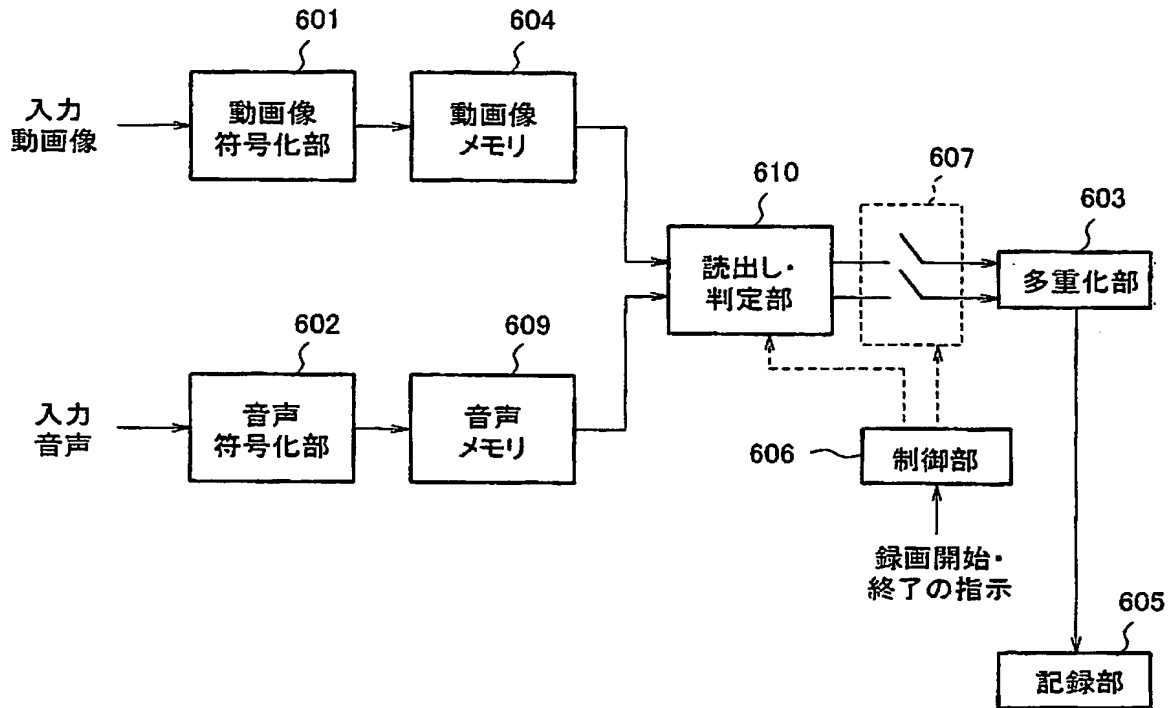 601
604
入力
動画像
動画像
符号化部
動画像
メモリ
610
607
603
読出し・
判定部
多重化部
602
609
入力
音声
音声
符号化部
音声
メモリ
606
制御部
録画開始・
終了の指示
605
記録部